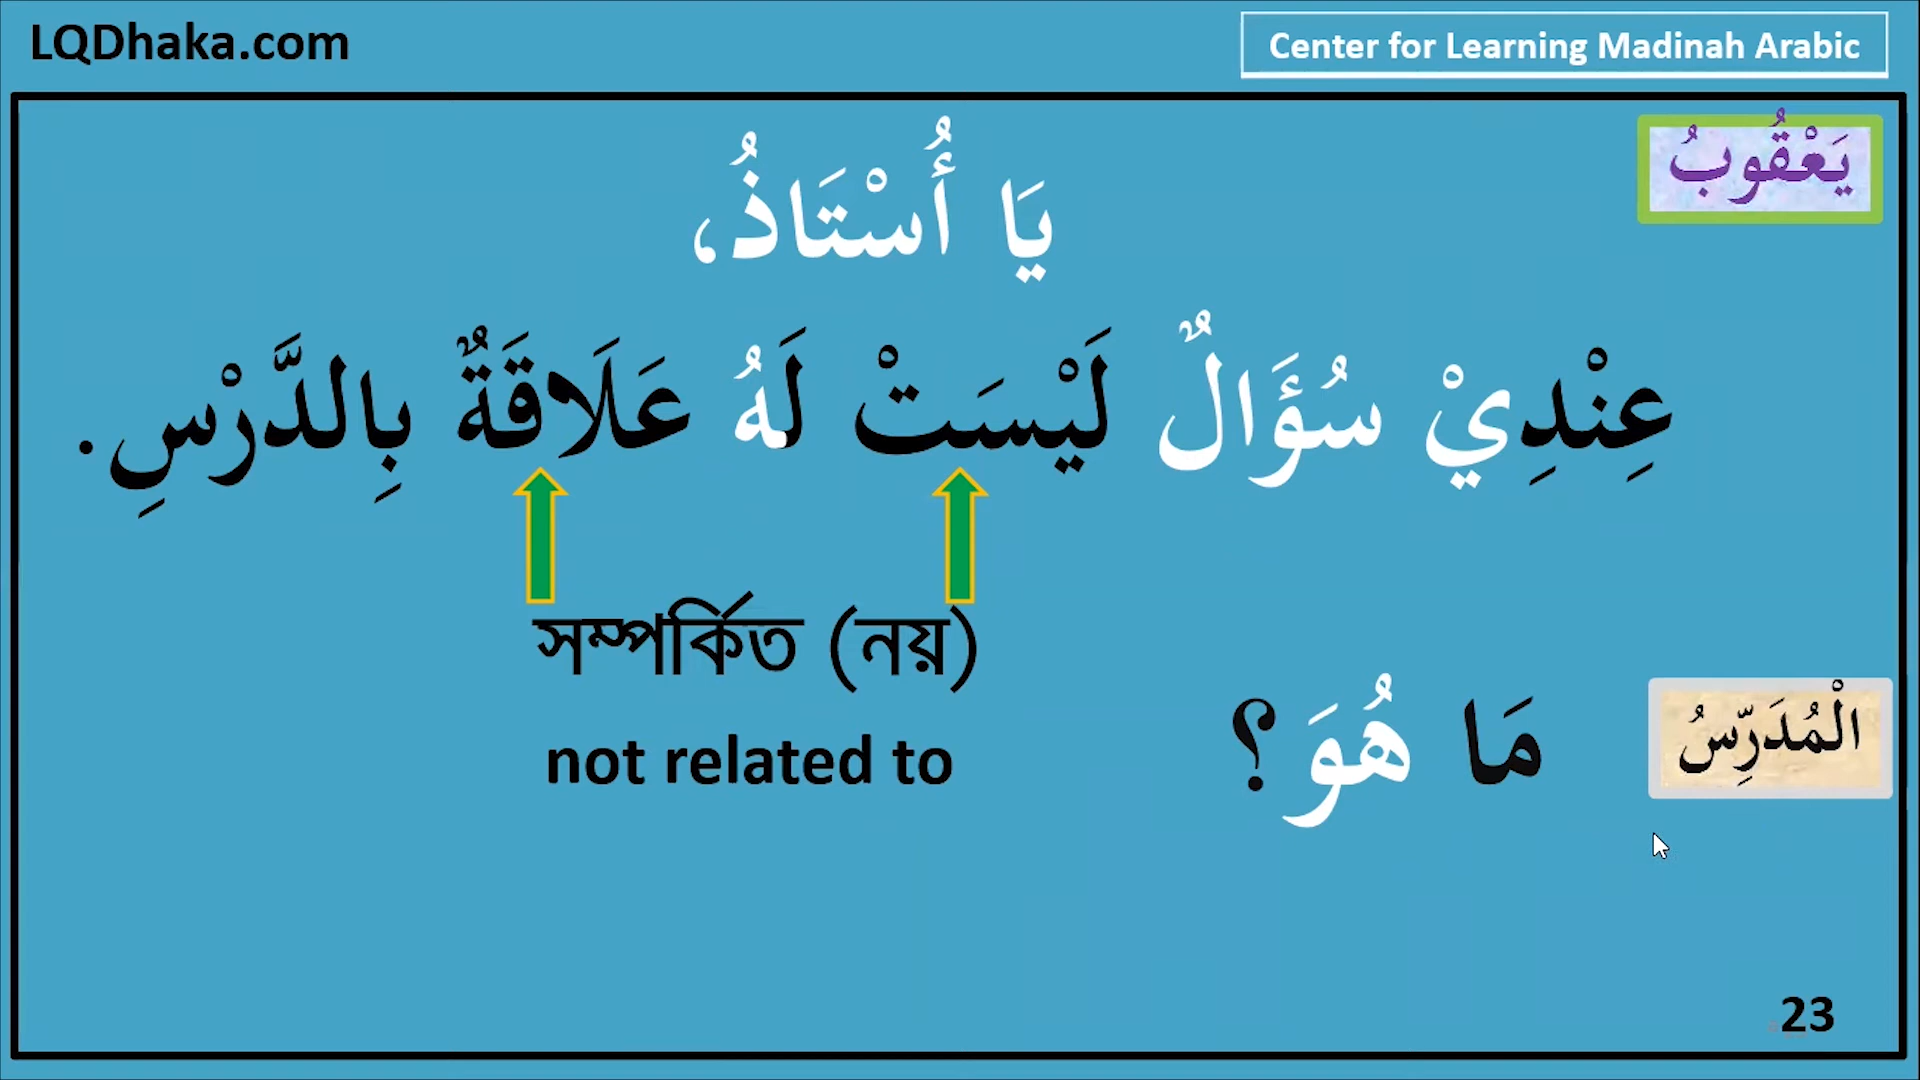 LQDhaka.com
Center for Learning Madinah Arabic
يَعْقُوبُ
يَا أُسْتَاذُ،
عِنْدِيْ سُؤَالٌ لَيْسَتْ لَهُ عَلَاقَةٌ بِالدَّرْسِ.
সম্পর্কিত (নয়)
not related to
الْمُدَرِّسُ
مَا هُوَ؟
23